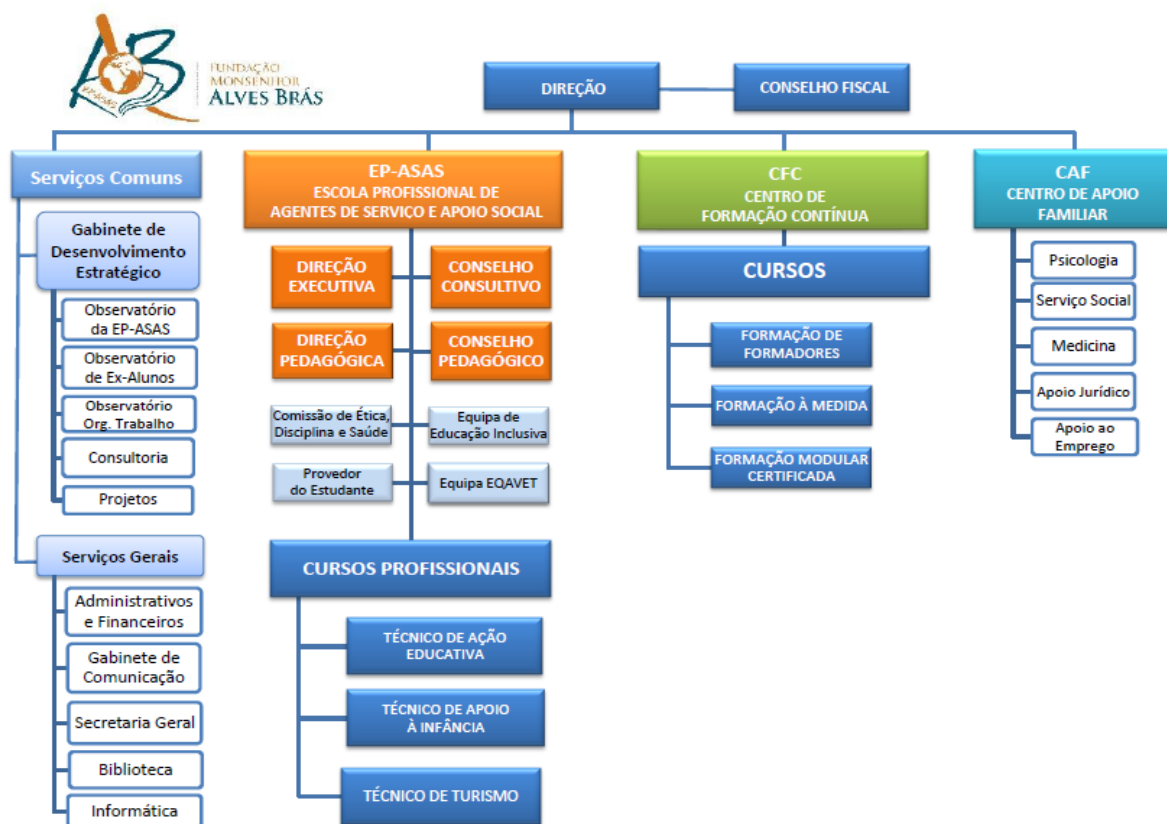 FUNDAÇÃO
MONSENHOR
ALVES BRÁS
EP-ASAS
DIREÇÃO
CONSELHO FISCAL
Serviços Comuns
Gabinete de
Desenvolvimento
Estratégico
Observatório
da EP-ASAS
Observatório
de Ex-Alunos
Observatório
Org. Trabalho
Consultoria
Projetos
Serviços Gerais
Administrativos
e Financeiros
Gabinete de
Comunicação
Secretaria Geral
Biblioteca
Informática
EP-ASAS
ESCOLA PROFISSIONAL DE
AGENTES DE SERVIÇO E APOIO SOCIAL
DIREÇÃO
EXECUTIVA
CONSELHO
CONSULTIVO
DIREÇÃO
PEDAGÓGICA
CONSELHO
PEDAGÓGICO
Comissão de Ética,
Disciplina e Saúde
Equipa de
Educação Inclusiva
Provedor
do Estudante
Equipa EQAVET
CURSOS PROFISSIONAIS
TÉCNICO DE AÇÃO
EDUCATIVA
TÉCNICO DE APOIO
À INFÂNCIA
TÉCNICO DE TURISMO
CFC
CENTRO DE
FORMAÇÃO CONTÍNUA
CURSOS
FORMAÇÃO DE
FORMADORES
FORMAÇÃO À MEDIDA
FORMAÇÃO MODULAR
CERTIFICADA
CAF
CENTRO DE APOIO
FAMILIAR
Psicologia
Serviço Social
Medicina
Apoio Jurídico
Apoio ao
Emprego